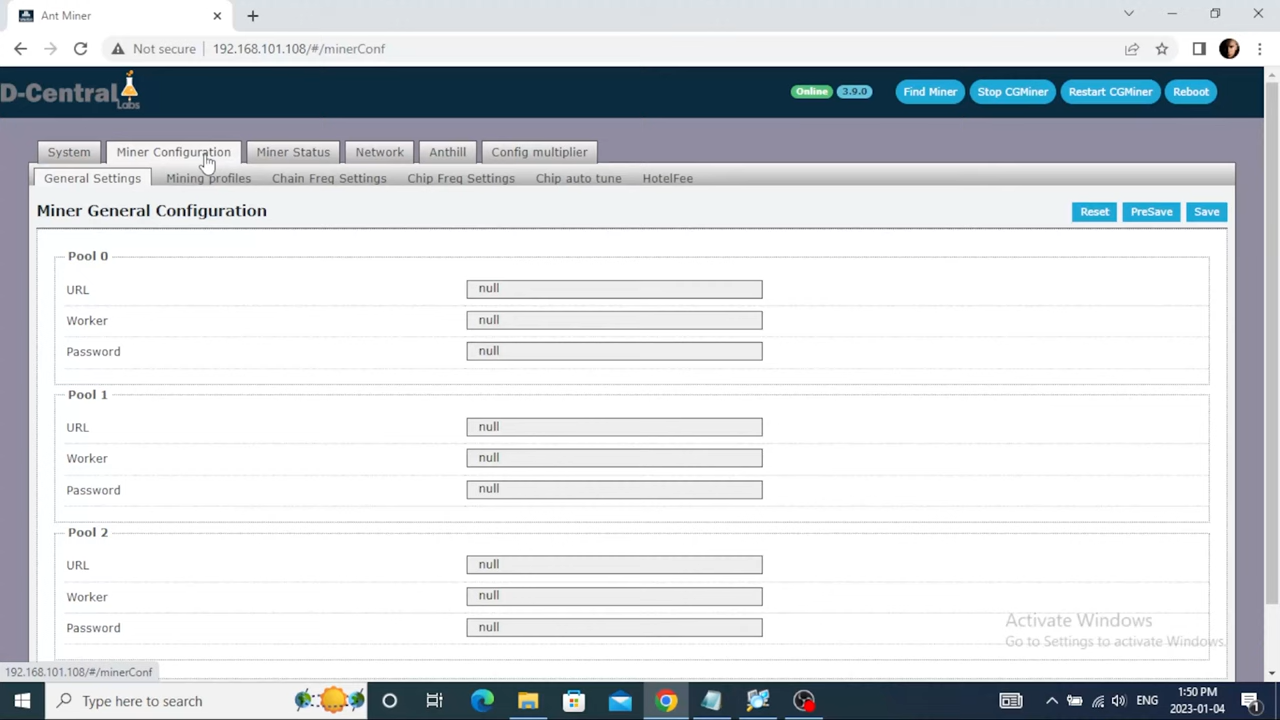 Ant Miner
Not secure 192.168.101.108/#/minerConf
D-Central
Labs
Online 3.9.0 Find Miner Stop CGMiner Restart CGMiner Reboot
System Miner Configuration Miner Status Network Anthill Config multiplier
General Settings Mining profiles Chain Freq Settings Chip Freq Settings Chip auto tune HotelFee
Miner General Configuration Reset PreSave Save
Pool 0
URL null
Worker null
Password null
Pool 1
URL null
Worker null
Password null
Pool 2
URL null
Worker null
Password null
Activate Windows
Go to Settings to activate Windows.
192.168.101.108/#/minerConf
Type here to search
ENG
1:50 PM
2023-01-04
1